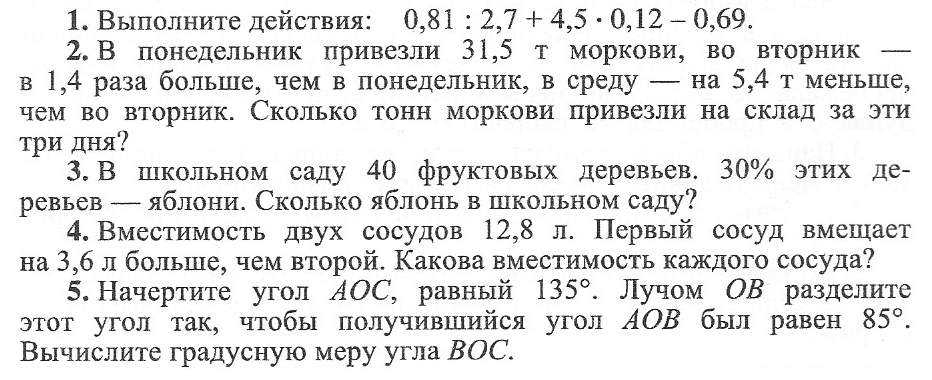 1. Выполните действия: 0,81 : 2,7 + 4,5 · 0,12 – 0,69.
2. В понедельник привезли 31,5 т моркови, во вторник —
в 1,4 раза больше, чем в понедельник, в среду — на 5,4 т меньше,
чем во вторник. Сколько тонн моркови привезли на склад за эти
три дня?
3. В школьном саду 40 фруктовых деревьев. 30% этих де-
ревьев — яблони. Сколько яблонь в школьном саду?
4. Вместимость двух сосудов 12,8 л. Первый сосуд вмещает
на 3,6 л больше, чем второй. Какова вместимость каждого сосуда?
5. Начертите угол AOC, равный 135°. Лучом OB разделите
этот угол так, чтобы получившийся угол AOB был равен 85°.
Вычислите градусную меру угла BOC.